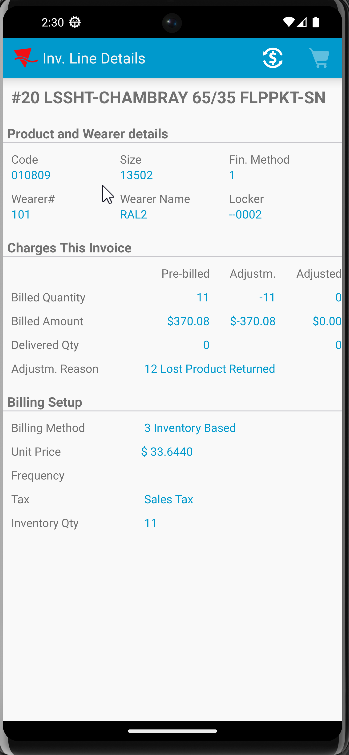 2:30
Inv. Line Details
#20 LSSHT-CHAMBRAY 65/35 FLPPKT-SN
Product and Wearer details
Code Size Fin. Method
010809 13502 1
Wearer# Wearer Name Locker
101 RAL2 --0002
Charges This Invoice
Pre-billed Adjustm. Adjusted
Billed Quantity 11 -11 0
Billed Amount $370.08 $-370.08 $0.00
Delivered Qty 0 0
Adjustm. Reason 12 Lost Product Returned
Billing Setup
Billing Method 3 Inventory Based
Unit Price $ 33.6440
Frequency
Tax Sales Tax
Inventory Qty 11